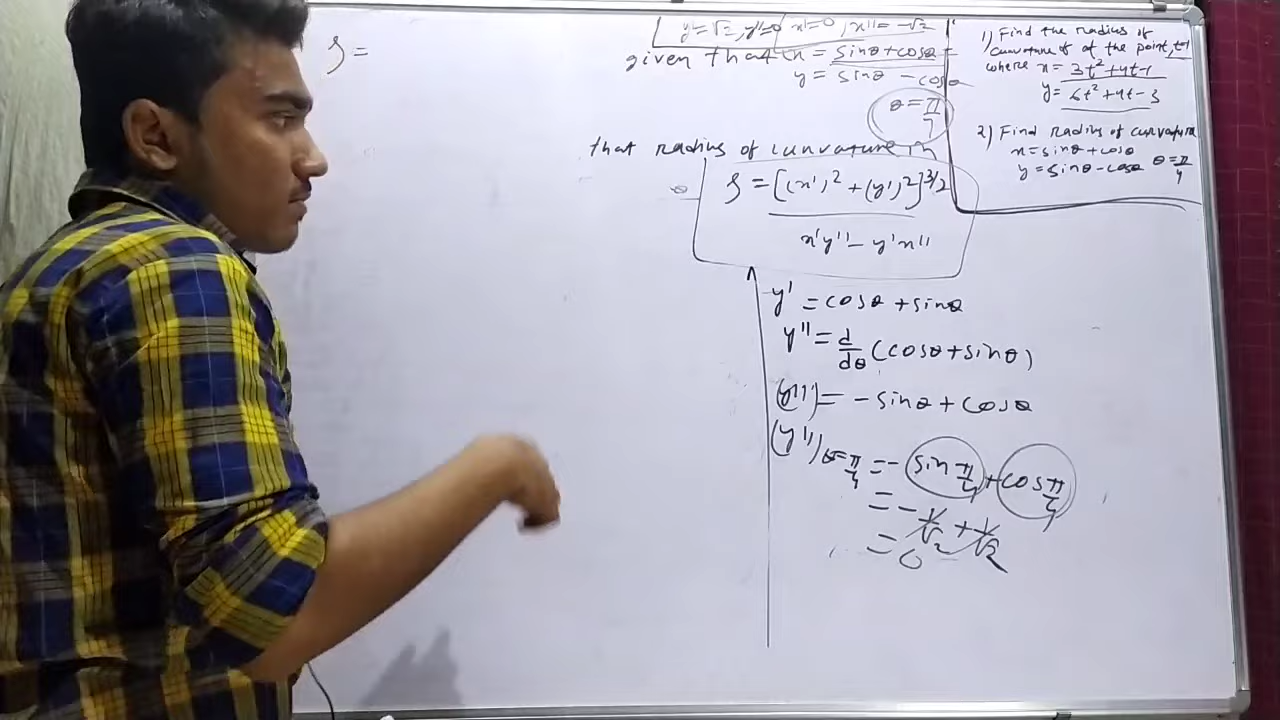 ρ =
y' = √2, y'' = 0, x' = 0, x'' = -√2
given that x = sinθ + cosθ
y = sinθ - cosθ
θ = π/4
that radius of curvature
ρ = [(x')² + (y')²]^3/2
x'y'' - y'x''
y' = cosθ + sinθ
y'' = d/dθ (cosθ + sinθ)
(y'') = - sinθ + cosθ
(y'')θ=π/4 = - sin π/4 + cos π/4
= - 1/√2 + 1/√2
= 0
1) Find the radius of
curvature of the point, t=1
where x = 3t² + 4t - 1
y = 6t² + 4t - 3
2) Find radius of curvature
x = sinθ + cosθ
y = sinθ - cosθ θ = π/4